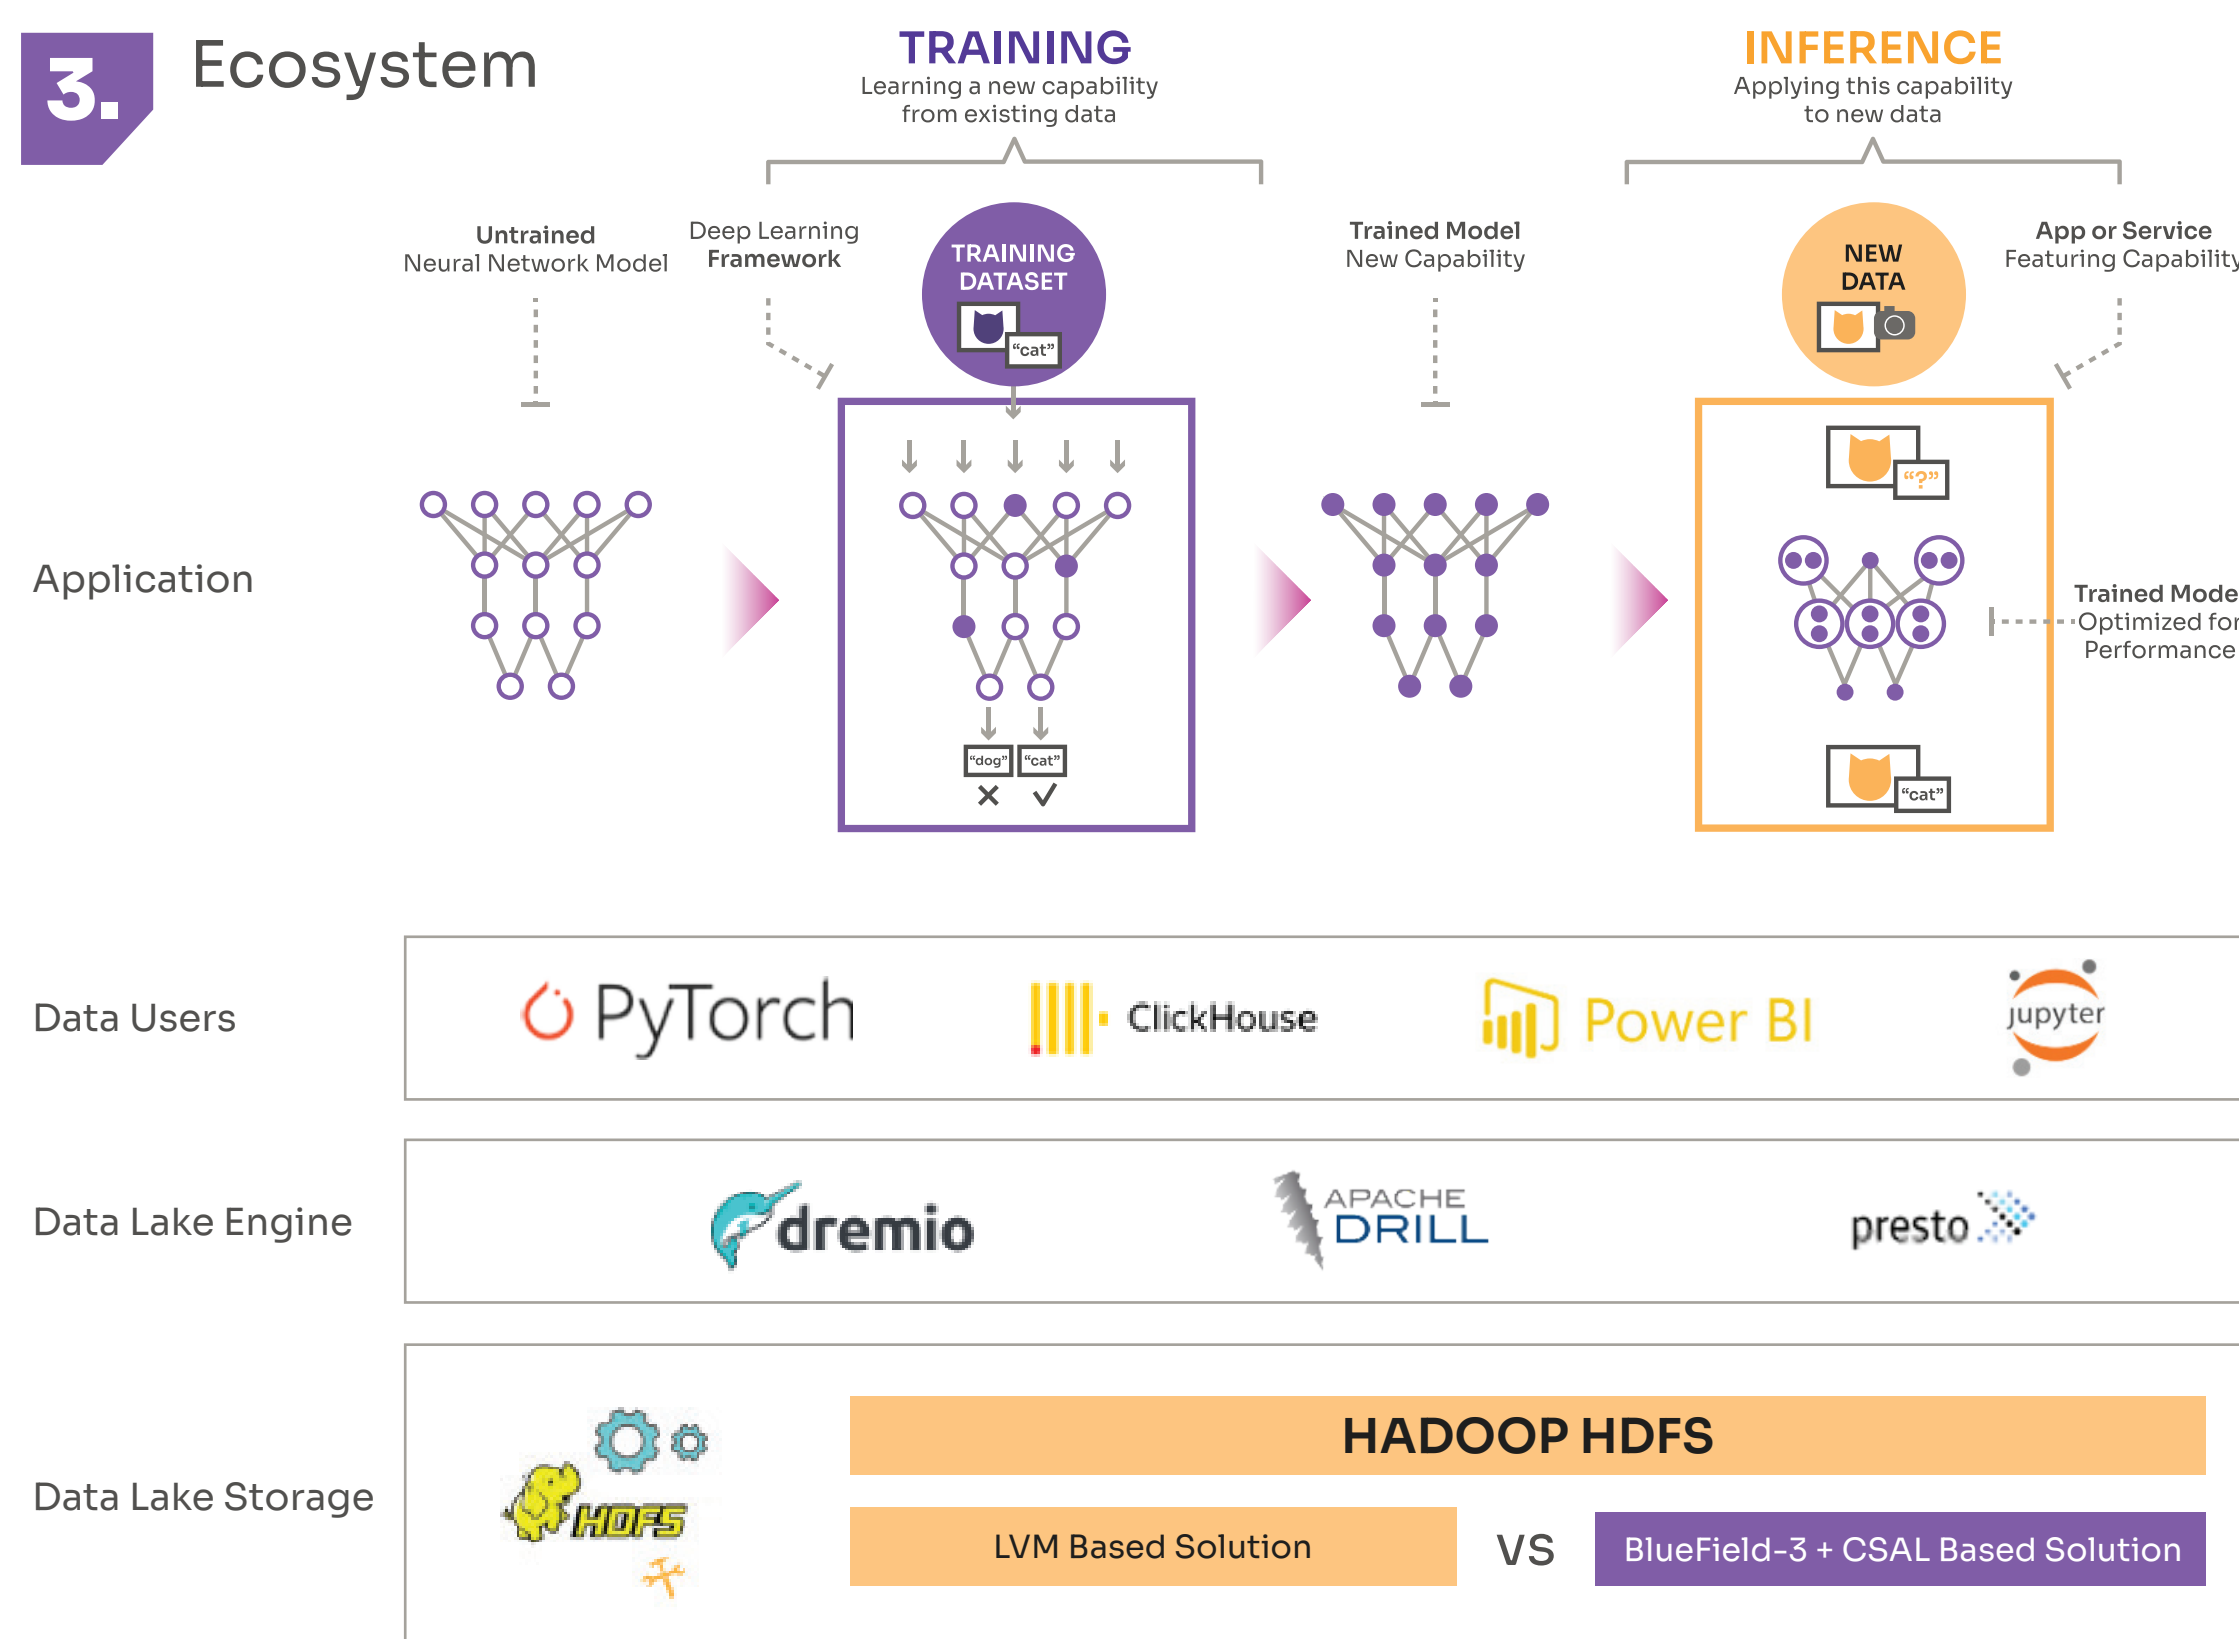 3.
Ecosystem
TRAINING
Learning a new capability
from existing data
INFERENCE
Applying this capability
to new data
Untrained
Neural Network Model
Deep Learning
Framework
TRAINING
DATASET
“cat”
Trained Model
New Capability
NEW
DATA
App or Service
Featuring Capability
“?”
Application
Trained Mode
Optimized for
Performance
“dog”
“cat”
“cat”
Data Users
PyTorch
ClickHouse
Power BI
jupyter
Data Lake Engine
dremio
APACHE
DRILL
presto
Data Lake Storage
HDFS
HADOOP HDFS
LVM Based Solution
VS
BlueField-3 + CSAL Based Solution